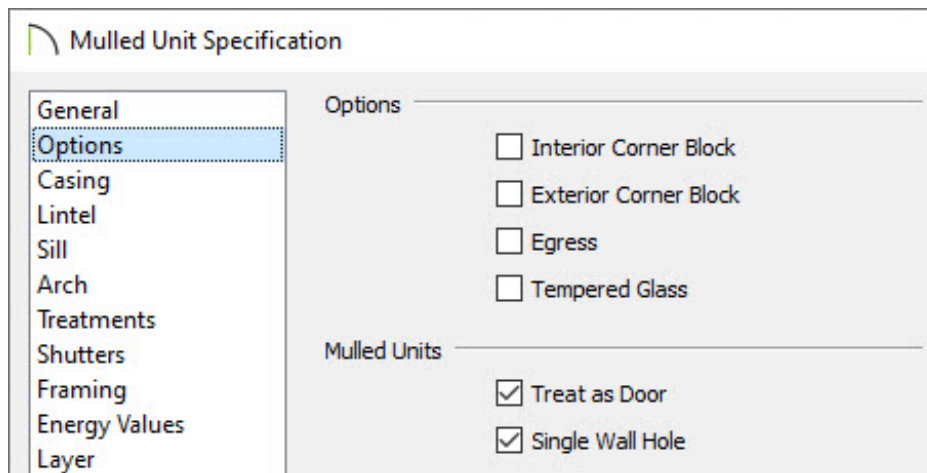 Mulled Unit Specification
General
Options
Casing
Lintel
Sill
Arch
Treatments
Shutters
Framing
Energy Values
Layer
Options
Interior Corner Block
Exterior Corner Block
Egress
Tempered Glass
Mulled Units
Treat as Door
Single Wall Hole